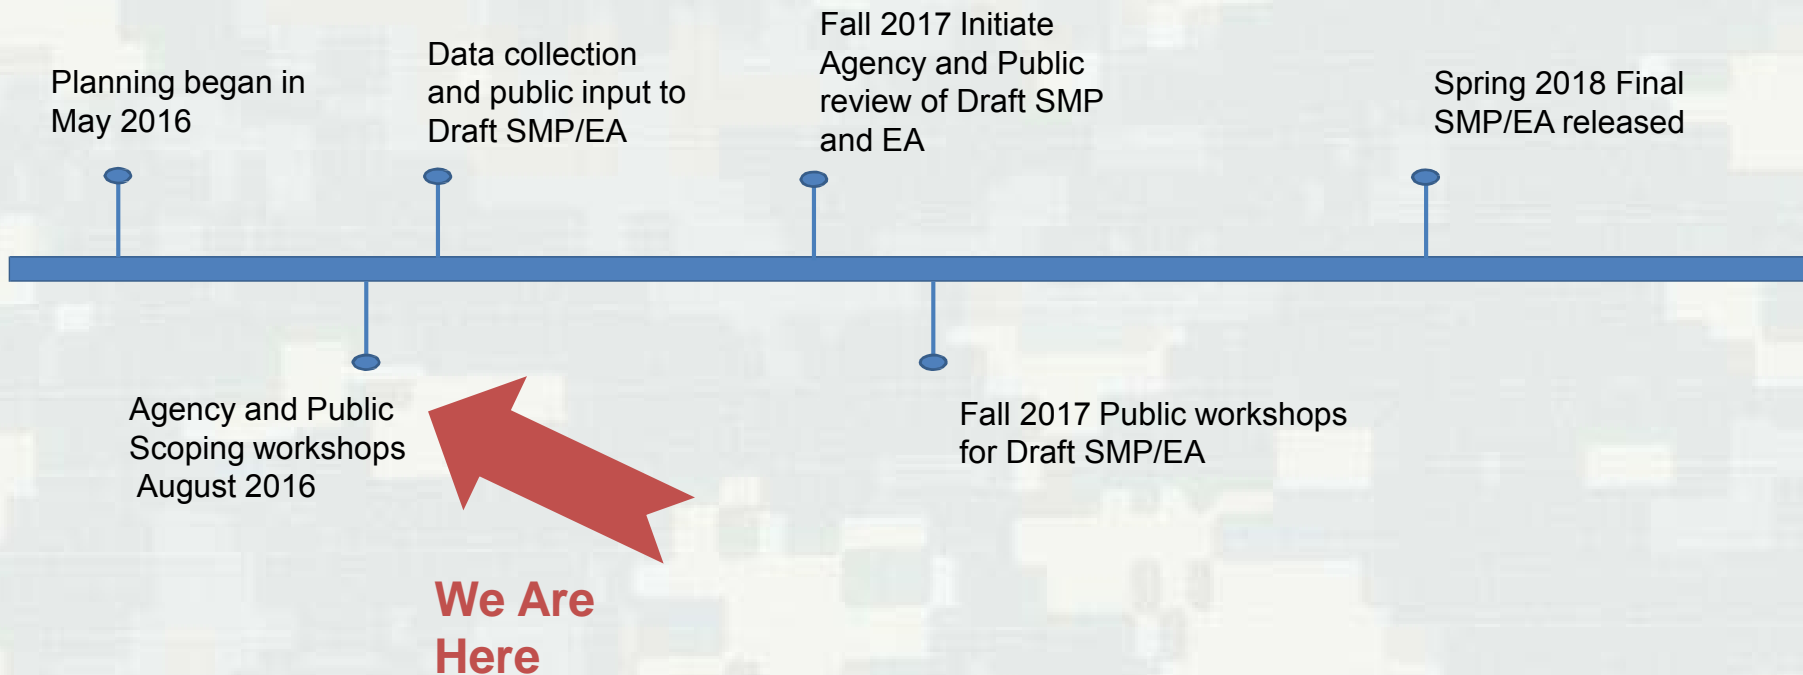 Planning began in
May 2016
Data collection
and public input to
Draft SMP/EA
Fall 2017 Initiate
Agency and Public
review of Draft SMP
and EA
Spring 2018 Final
SMP/EA released
Agency and Public
Scoping workshops
August 2016
Fall 2017 Public workshops
for Draft SMP/EA
We Are
Here